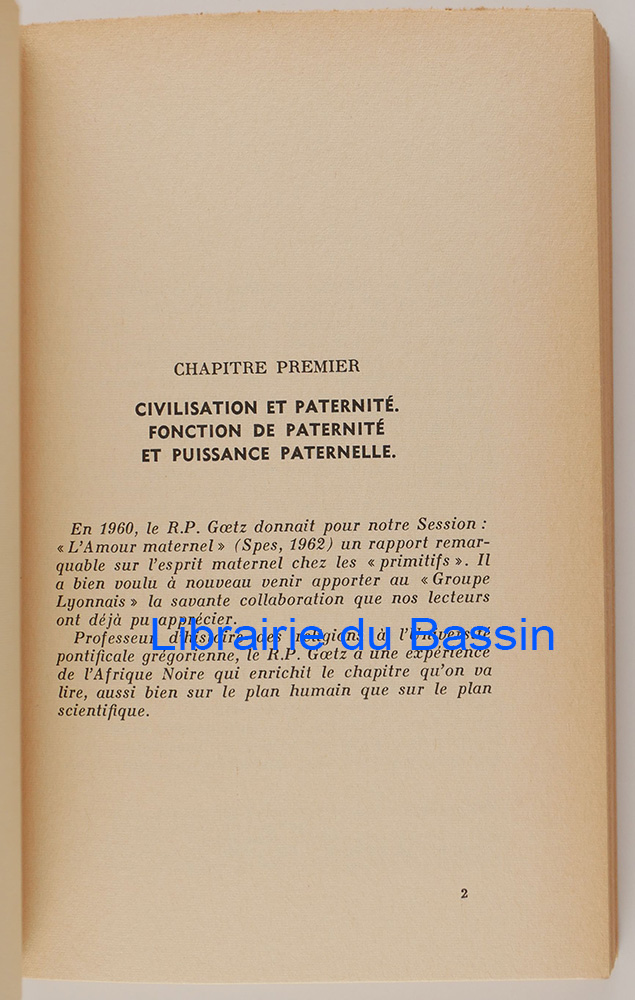 CHAPITRE PREMIER
CIVILISATION ET PATERNITÉ.
FONCTION DE PATERNITÉ
ET PUISSANCE PATERNELLE.
En 1960, le R.P. Gœtz donnait pour notre Session :
« L'Amour maternel » (Spes, 1962) un rapport remar-
quable sur l'esprit maternel chez les « primitifs ». Il
a bien voulu à nouveau venir apporter au « Groupe
Lyonnais » la savante collaboration que nos lecteurs
ont déjà pu apprécier.
Professeur d'histoire des religions à l'Université
Librairie du Bassin
pontificale grégorienne, le R.P. Gœtz a une expérience
de l'Afrique Noire qui enrichit le chapitre qu'on va
lire, aussi bien sur le plan humain que sur le plan
scientifique.
2